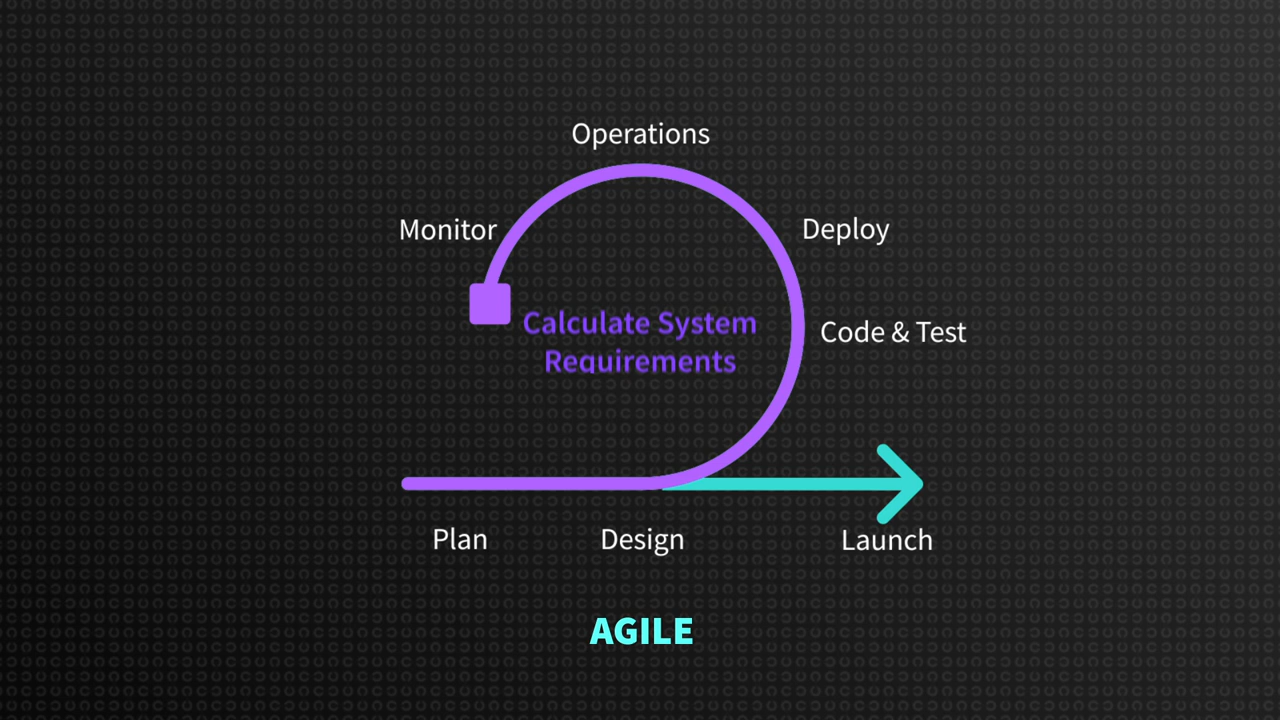 Operations
Monitor
Deploy
Calculate System
Requirements
Code & Test
Plan
Design
Launch
AGILE